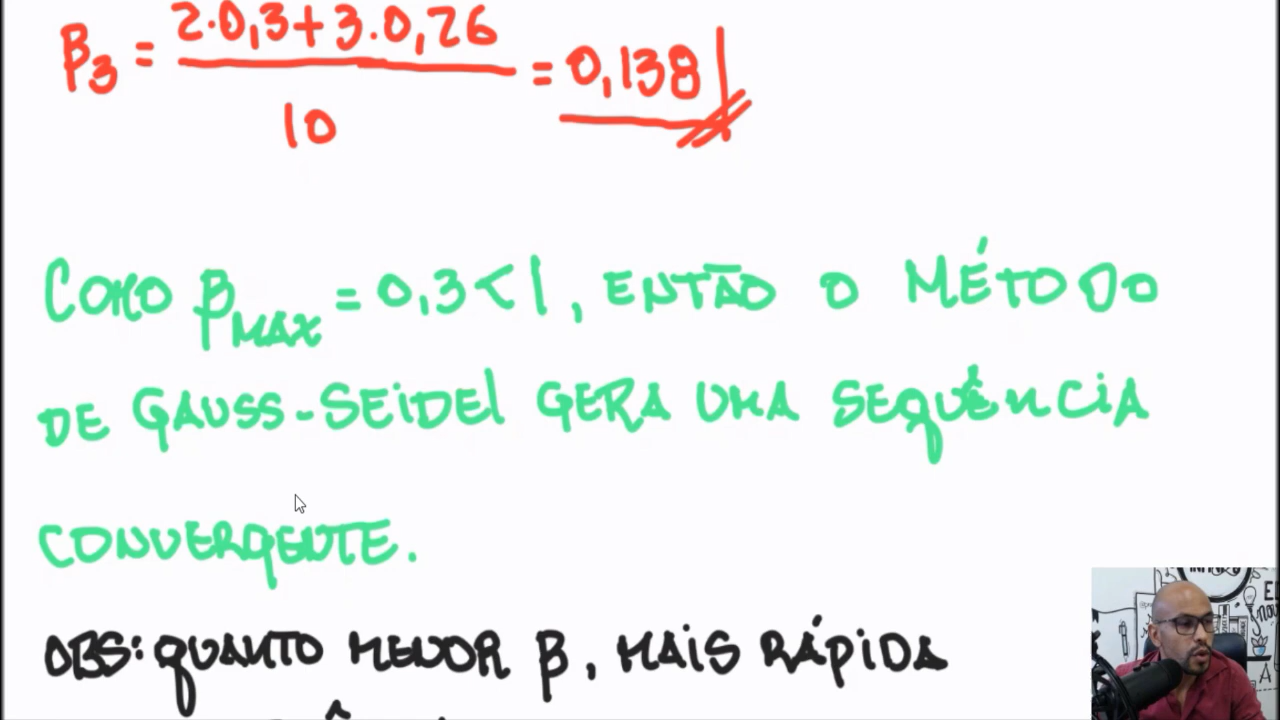 β₃ = 2·0,3+3·0,26 / 10 = 0,138
COMO β MAX = 0,3 < 1, ENTÃO O MÉTODO
DE GAUSS-SEIDEL GERA UMA SEQUÊNCIA
CONVERGENTE.
OBS: QUANTO MENOR β, MAIS RÁPIDA